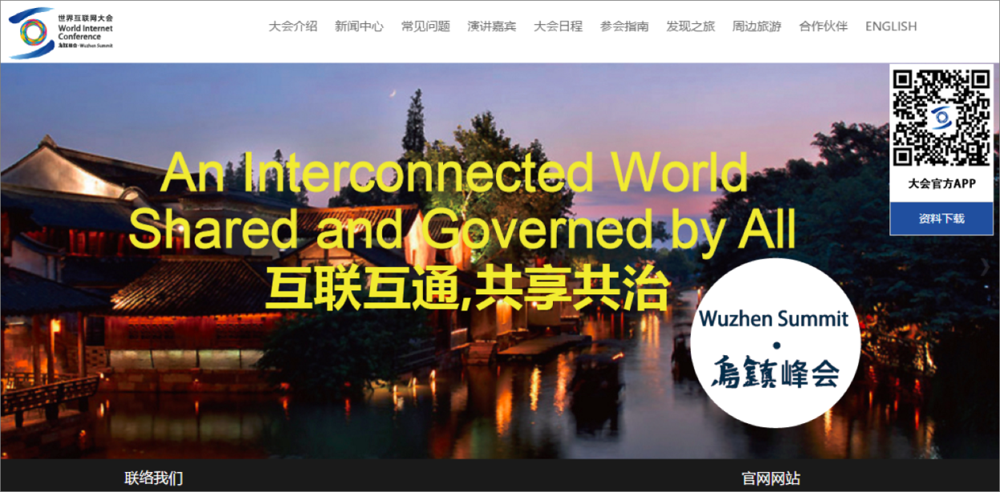 世界互联网大会
World Internet
Conference
乌镇峰会·Wuzhen Summit
大会介绍 新闻中心 常见问题 演讲嘉宾 大会日程 参会指南 发现之旅 周边旅游 合作伙伴 ENGLISH
An Interconnected World
Shared and Governed by All
互联互通,共享共治
大会官方APP
资料下载
Wuzhen Summit
·
烏鎮峰会
联络我们 官网网站